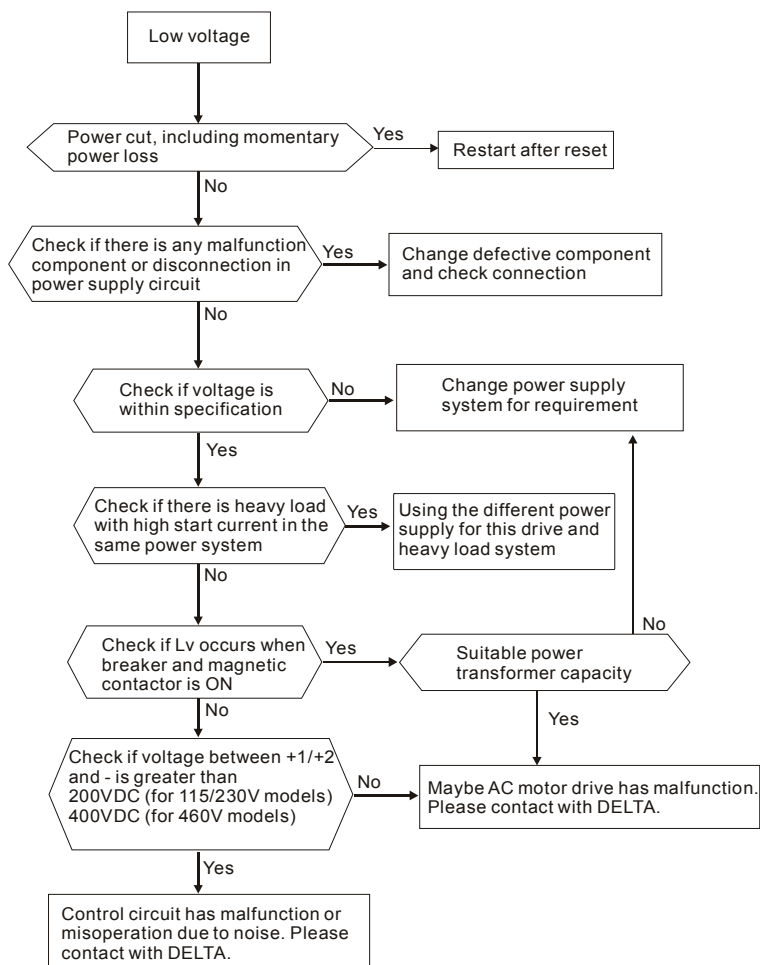 Low voltage
Power cut, including momentary
power loss
Yes
Restart after reset
No
Check if there is any malfunction
component or disconnection in
power supply circuit
Yes
Change defective component
and check connection
No
Check if voltage is
within specification
No
Change power supply
system for requirement
Yes
Check if there is heavy load
with high start current in the
same power system
Yes
Using the different power
supply for this drive and
heavy load system
No
Check if Lv occurs when
breaker and magnetic
contactor is ON
Yes
Suitable power
transformer capacity
No
Yes
No
Check if voltage between +1/+2
and - is greater than
200VDC (for 115/230V models)
400VDC (for 460V models)
No
Maybe AC motor drive has malfunction.
Please contact with DELTA.
Yes
Control circuit has malfunction or
misoperation due to noise. Please
contact with DELTA.